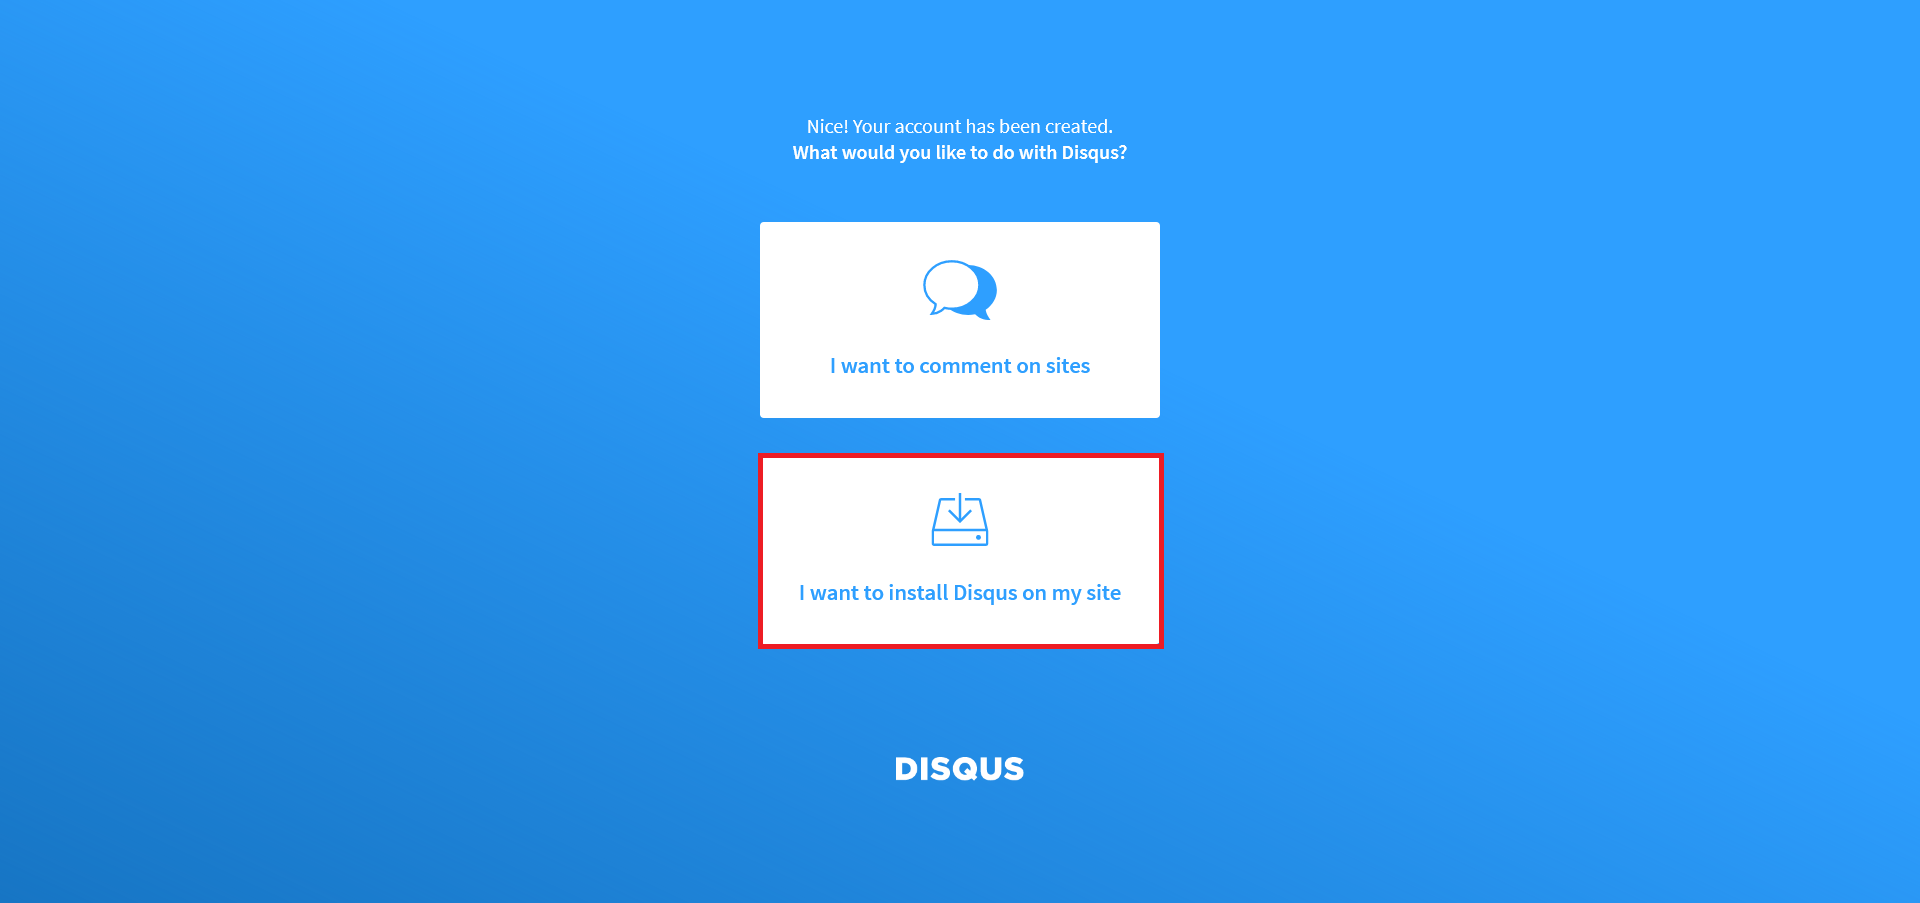 Nice! Your account has been created.
What would you like to do with Disqus?
I want to comment on sites
I want to install Disqus on my site
DISQUS